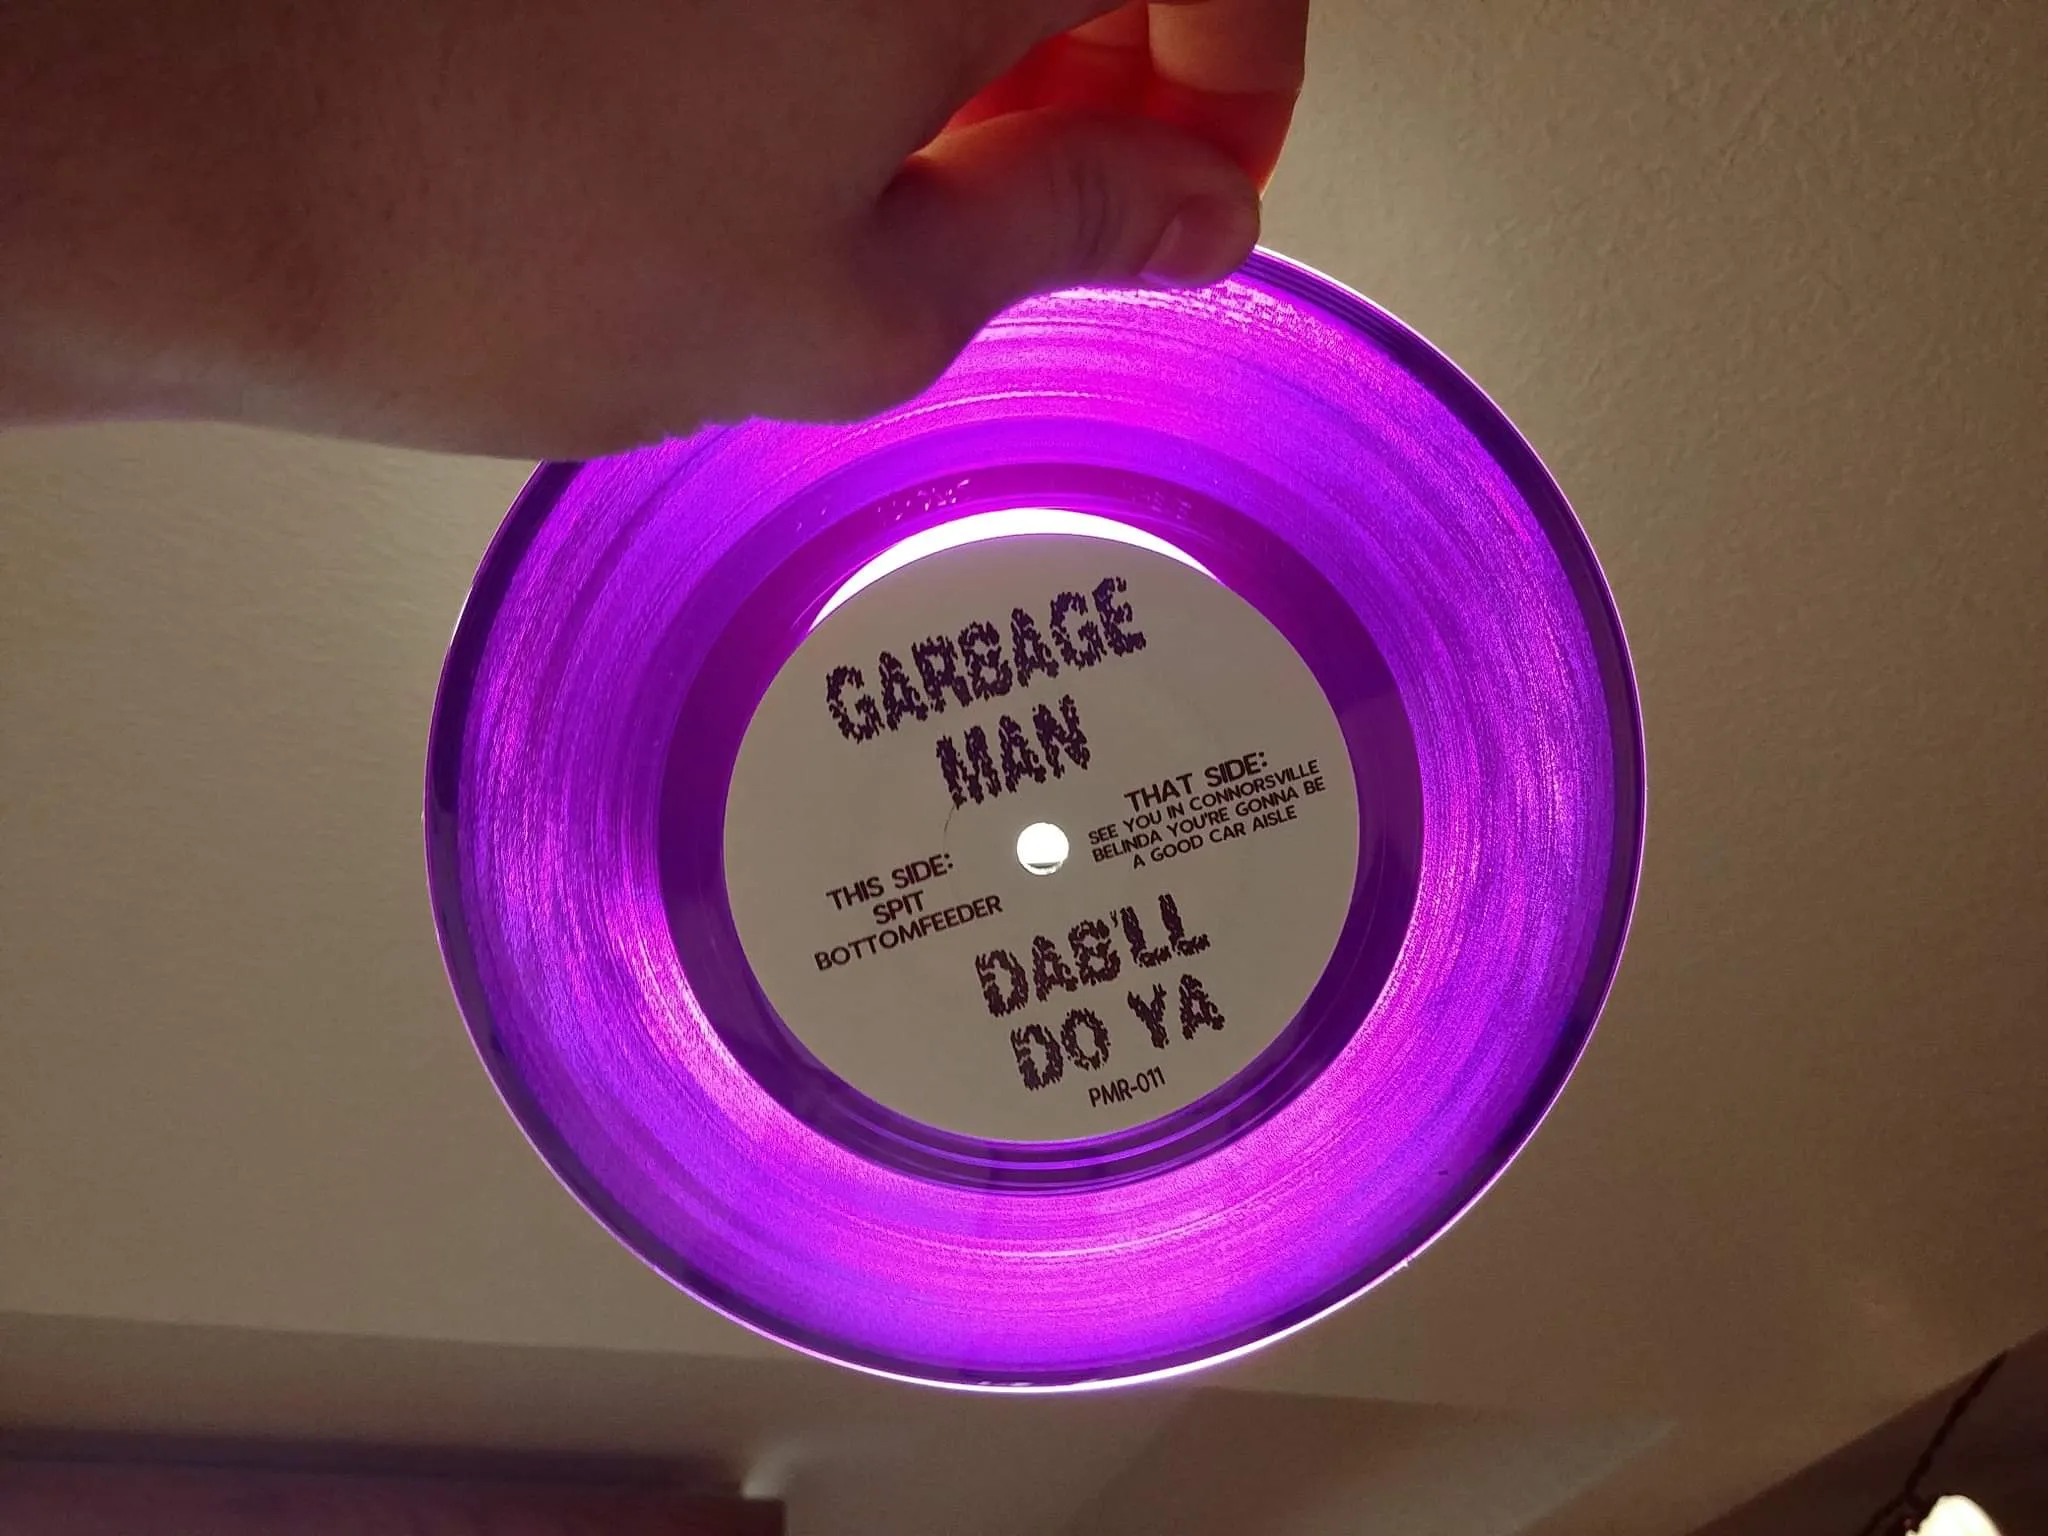 GARBAGE
MAN
THIS SIDE:
SPIT
BOTTOMFEEDER
THAT SIDE:
SEE YOU IN CONNORSVILLE
BELINDA YOU'RE GONNA BE
A GOOD CAR AISLE
DAB'LL
DO YA
PMR-011